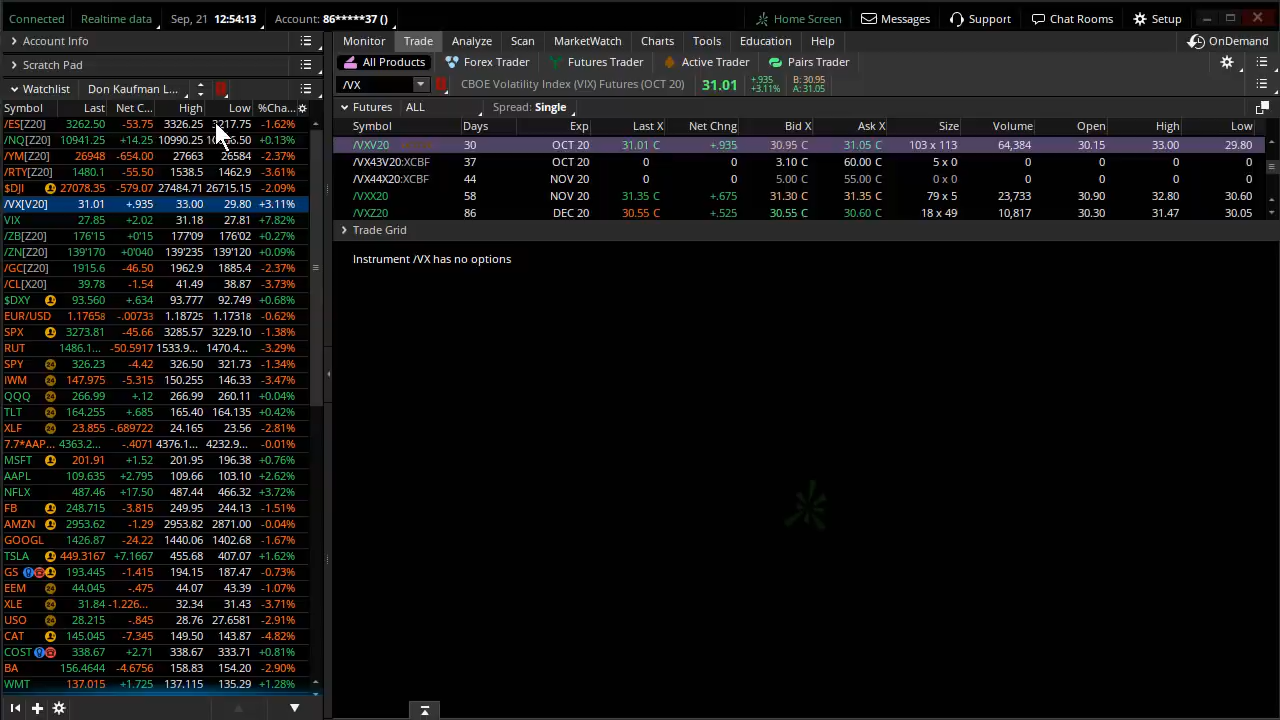 Connected Realtime data Sep, 21 12:54:13 Account: 86*****37 () Home Screen Messages Support Chat Rooms Setup
Account Info
Scratch Pad
Watchlist Don Kaufman L...
Symbol Last Net C... High Low %Cha...
/ES[Z20] 3262.50 -53.75 3326.25 3217.75 -1.62%
/NQ[Z20] 10941.25 +14.25 10990.25 +0.13%
/YM[Z20] 26948 -654.00 27663 26584 -2.37%
/RTY[Z20] 1480.1 -55.50 1538.5 1462.9 -3.61%
$DJI 27078.35 -579.07 27484.71 26715.15 -2.09%
/VX[V20] 31.01 +.935 33.00 29.80 +3.11%
VIX 27.85 +2.02 31.18 27.81 +7.82%
/ZB[Z20] 176'15 +0'15 177'09 176'02 +0.27%
/ZN[Z20] 139'170 +0'040 139'235 139'120 +0.09%
/GC[Z20] 1915.6 -46.50 1962.9 1885.4 -2.37%
/CL[X20] 39.78 -1.54 41.49 38.87 -3.73%
$DXY 93.560 +.634 93.777 92.749 +0.68%
EUR/USD 1.17658 -.00733 1.18725 1.17318 -0.62%
SPX 3273.81 -45.66 3285.57 3229.10 -1.38%
RUT 1486.1... -50.5917 1533.9... 1470.4... -3.29%
SPY 326.23 -4.42 326.50 321.73 -1.34%
IWM 147.975 -5.315 150.255 146.33 -3.47%
QQQ 266.99 +.12 266.99 260.11 +0.04%
TLT 164.255 +.685 165.40 164.135 +0.42%
XLF 23.855 -.689722 24.165 23.56 -2.81%
7.7*AAP... 4363.2... -.4071 4376.1... 4232.9... -0.01%
MSFT 201.91 +1.52 201.95 196.38 +0.76%
AAPL 109.635 +2.795 109.66 103.10 +2.62%
NFLX 487.46 +17.50 487.44 466.32 +3.72%
FB 248.715 -3.815 249.95 244.13 -1.51%
AMZN 2953.62 -1.29 2953.82 2871.00 -0.04%
GOOGL 1426.87 -24.22 1440.06 1402.68 -1.67%
TSLA 449.3167 +7.1667 455.68 407.07 +1.62%
GS 193.445 -1.415 194.15 187.47 -0.73%
EEM 44.045 -.475 44.07 43.39 -1.07%
XLE 31.84 -1.226... 32.34 31.43 -3.71%
USO 28.215 -.845 28.76 27.6581 -2.91%
CAT 145.045 -7.345 149.50 143.87 -4.82%
COST 338.67 +2.71 338.67 333.71 +0.81%
BA 156.4644 -4.6756 158.83 154.20 -2.90%
WMT 137.015 +1.725 137.115 135.29 +1.28%
Monitor Trade Analyze Scan MarketWatch Charts Tools Education Help OnDemand
All Products Forex Trader Futures Trader Active Trader Pairs Trader
/VX CBOE Volatility Index (VIX) Futures (OCT 20) 31.01 +.935 +3.11% B: 30.95 A: 31.05
Futures ALL Spread: Single
Symbol Days Exp Last X Net Chng Bid X Ask X Size Volume Open High Low
/VXV20 30 OCT 20 31.01 C +.935 30.95 C 31.05 C 103 x 113 64,384 30.15 33.00 29.80
/VX43V20:XCBF 37 OCT 20 0 0 3.10 C 60.00 C 5 x 0 0 0 0 0
/VX44X20:XCBF 44 NOV 20 0 0 5.00 C 55.00 C 0 x 0 0 0 0 0
/VXX20 58 NOV 20 31.35 C +.675 31.30 C 31.35 C 79 x 5 23,733 30.90 32.80 30.60
/VXZ20 86 DEC 20 30.55 C +.525 30.55 C 30.60 C 18 x 49 10,817 30.30 31.47 30.05
Trade Grid
Instrument /VX has no options